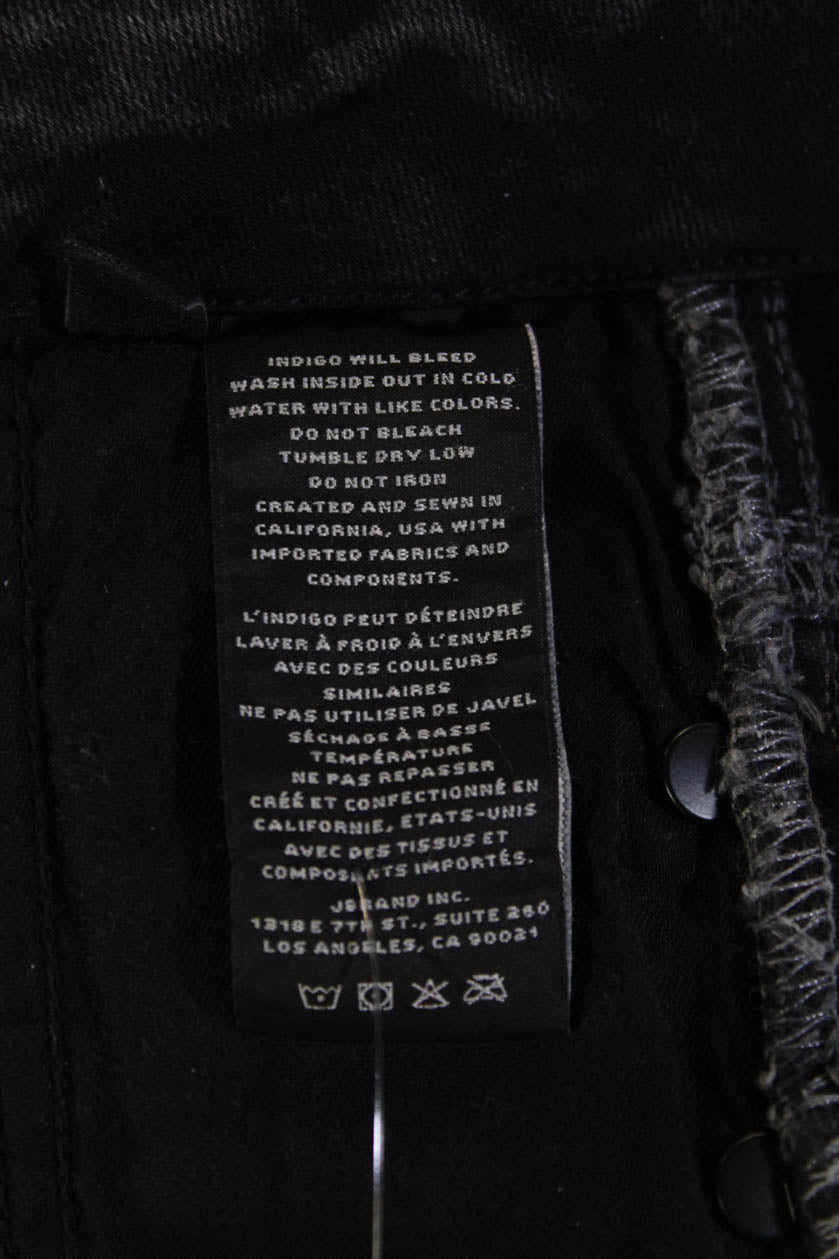 INDIGO WILL BLEED
WASH INSIDE OUT IN COLD
WATER WITH LIKE COLORS.
DO NOT BLEACH
TUMBLE DRY LOW
DO NOT IRON
CREATED AND SEWN IN
CALIFORNIA, USA WITH
IMPORTED FABRICS AND
COMPONENTS.
L'INDIGO PEUT DÉTEINDRE
LAVER À FROID À L'ENVERS
AVEC DES COULEURS
SIMILAIRES
NE PAS UTILISER DE JAVEL
SÉCHAGE À BASSE
TEMPÉRATURE
NE PAS REPASSER
CRÉÉ ET CONFECTIONNÉ EN
CALIFORNIE, ÉTATS-UNIS
AVEC DES TISSUS ET
COMPOSANTS IMPORTÉS.
JBRAND INC.
1318 E 7TH ST., SUITE 260
LOS ANGELES, CA 90021